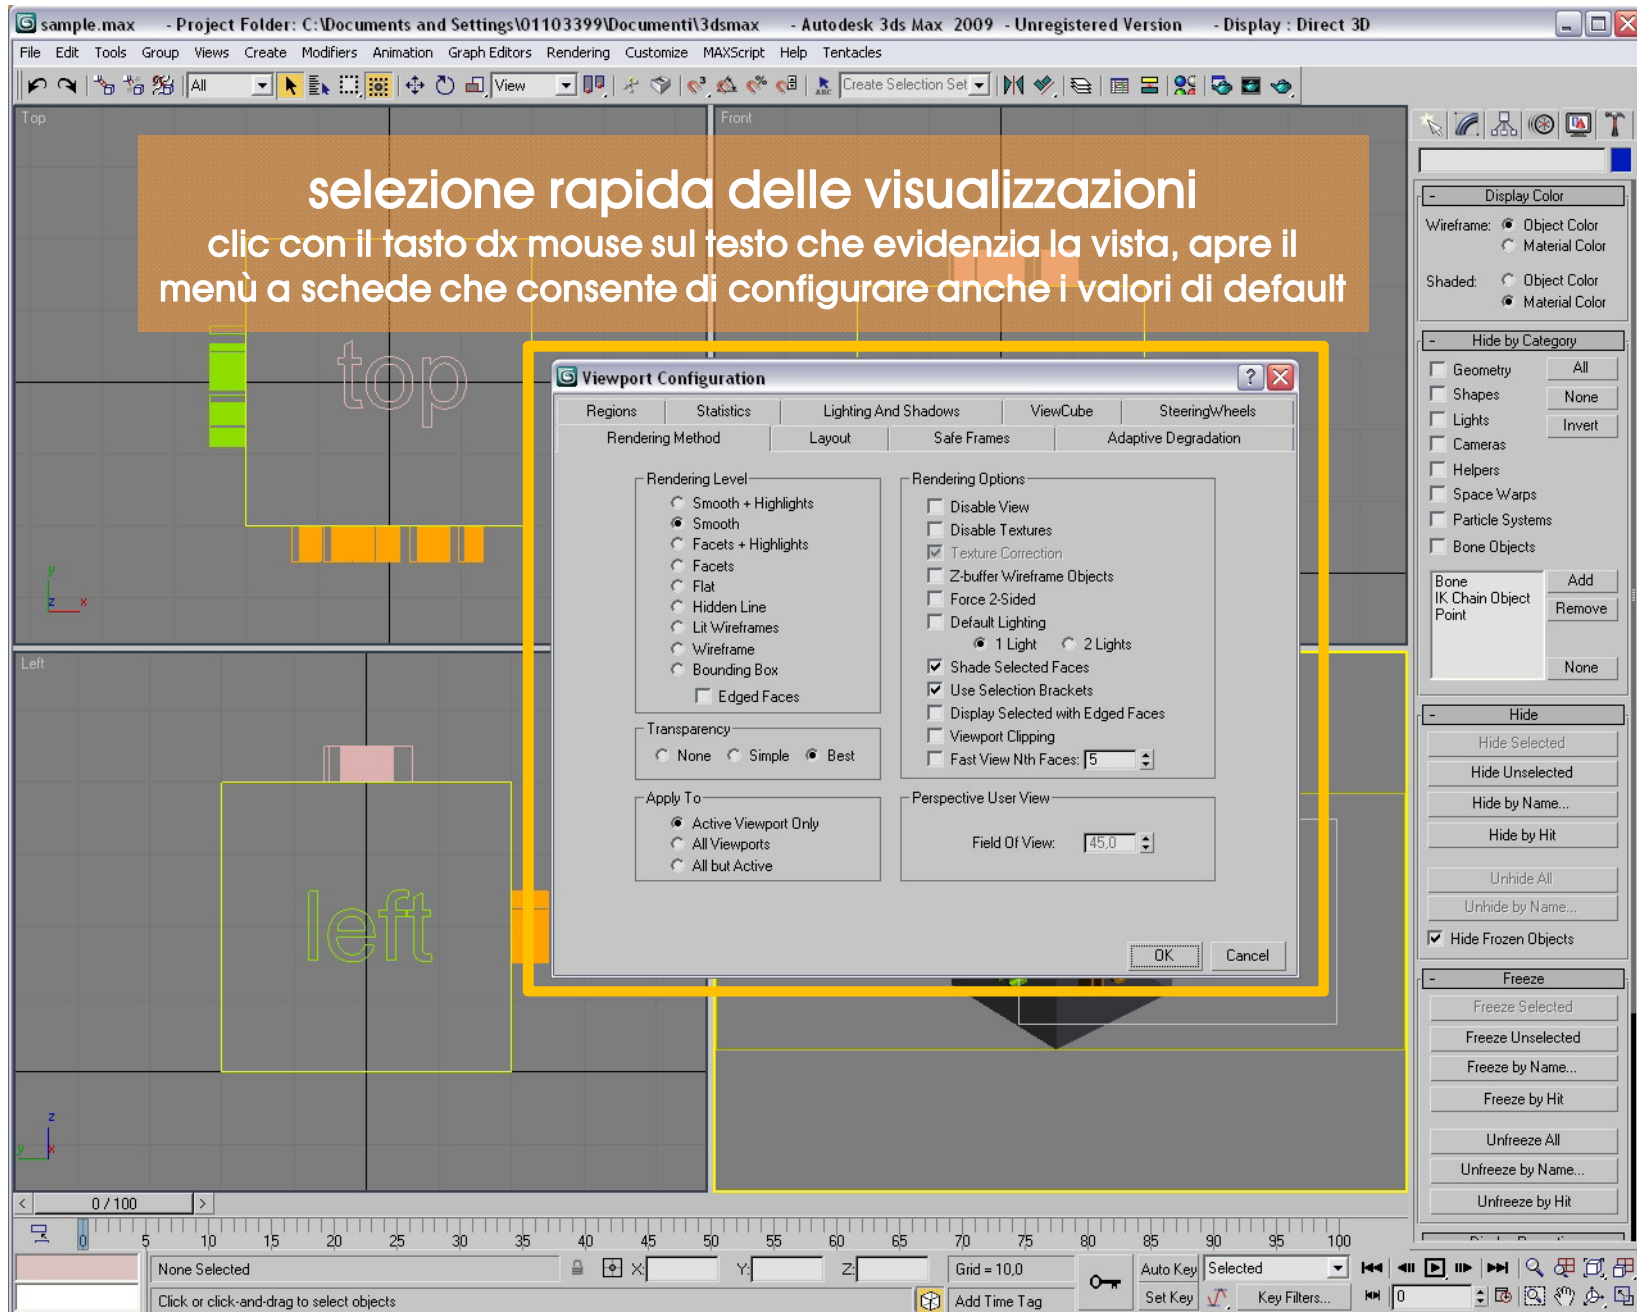 sample.max - Project Folder: C:\Documents and Settings\01103399\Documenti\3dsmax - Autodesk 3ds Max 2009 - Unregistered Version - Display : Direct 3D
File Edit Tools Group Views Create Modifiers Animation Graph Editors Rendering Customize MAXScript Help Tentacles
All View Create Selection Set
Top
Front
selezione rapida delle visualizzazioni
clic con il tasto dx mouse sul testo che evidenzia la vista, apre il
menù a schede che consente di configurare anche i valori di default
top
y
z x
Left
left
z
y x
Viewport Configuration
Regions Statistics Lighting And Shadows ViewCube SteeringWheels
Rendering Method Layout Safe Frames Adaptive Degradation
Rendering Level
Smooth + Highlights
Smooth
Facets + Highlights
Facets
Flat
Hidden Line
Lit Wireframes
Wireframe
Bounding Box
Edged Faces
Transparency
None Simple Best
Apply To
Active Viewport Only
All Viewports
All but Active
Rendering Options
Disable View
Disable Textures
Texture Correction
Z-buffer Wireframe Objects
Force 2-Sided
Default Lighting
1 Light 2 Lights
Shade Selected Faces
Use Selection Brackets
Display Selected with Edged Faces
Viewport Clipping
Fast View Nth Faces: 5
Perspective User View
Field Of View: 45,0
OK Cancel
- Display Color
Wireframe: Object Color
Material Color
Shaded: Object Color
Material Color
- Hide by Category
Geometry All
Shapes None
Lights Invert
Cameras
Helpers
Space Warps
Particle Systems
Bone Objects
Bone Add
IK Chain Object
Point Remove
None
- Hide
Hide Selected
Hide Unselected
Hide by Name...
Hide by Hit
Unhide All
Unhide by Name...
Hide Frozen Objects
- Freeze
Freeze Selected
Freeze Unselected
Freeze by Name...
Freeze by Hit
Unfreeze All
Unfreeze by Name...
Unfreeze by Hit
< 0 / 100 >
0 5 10 15 20 25 30 35 40 45 50 55 60 65 70 75 80 85 90 95 100
None Selected X: Y: Z: Grid = 10,0 Auto Key Selected
Click or click-and-drag to select objects Add Time Tag Set Key Key Filters... 0